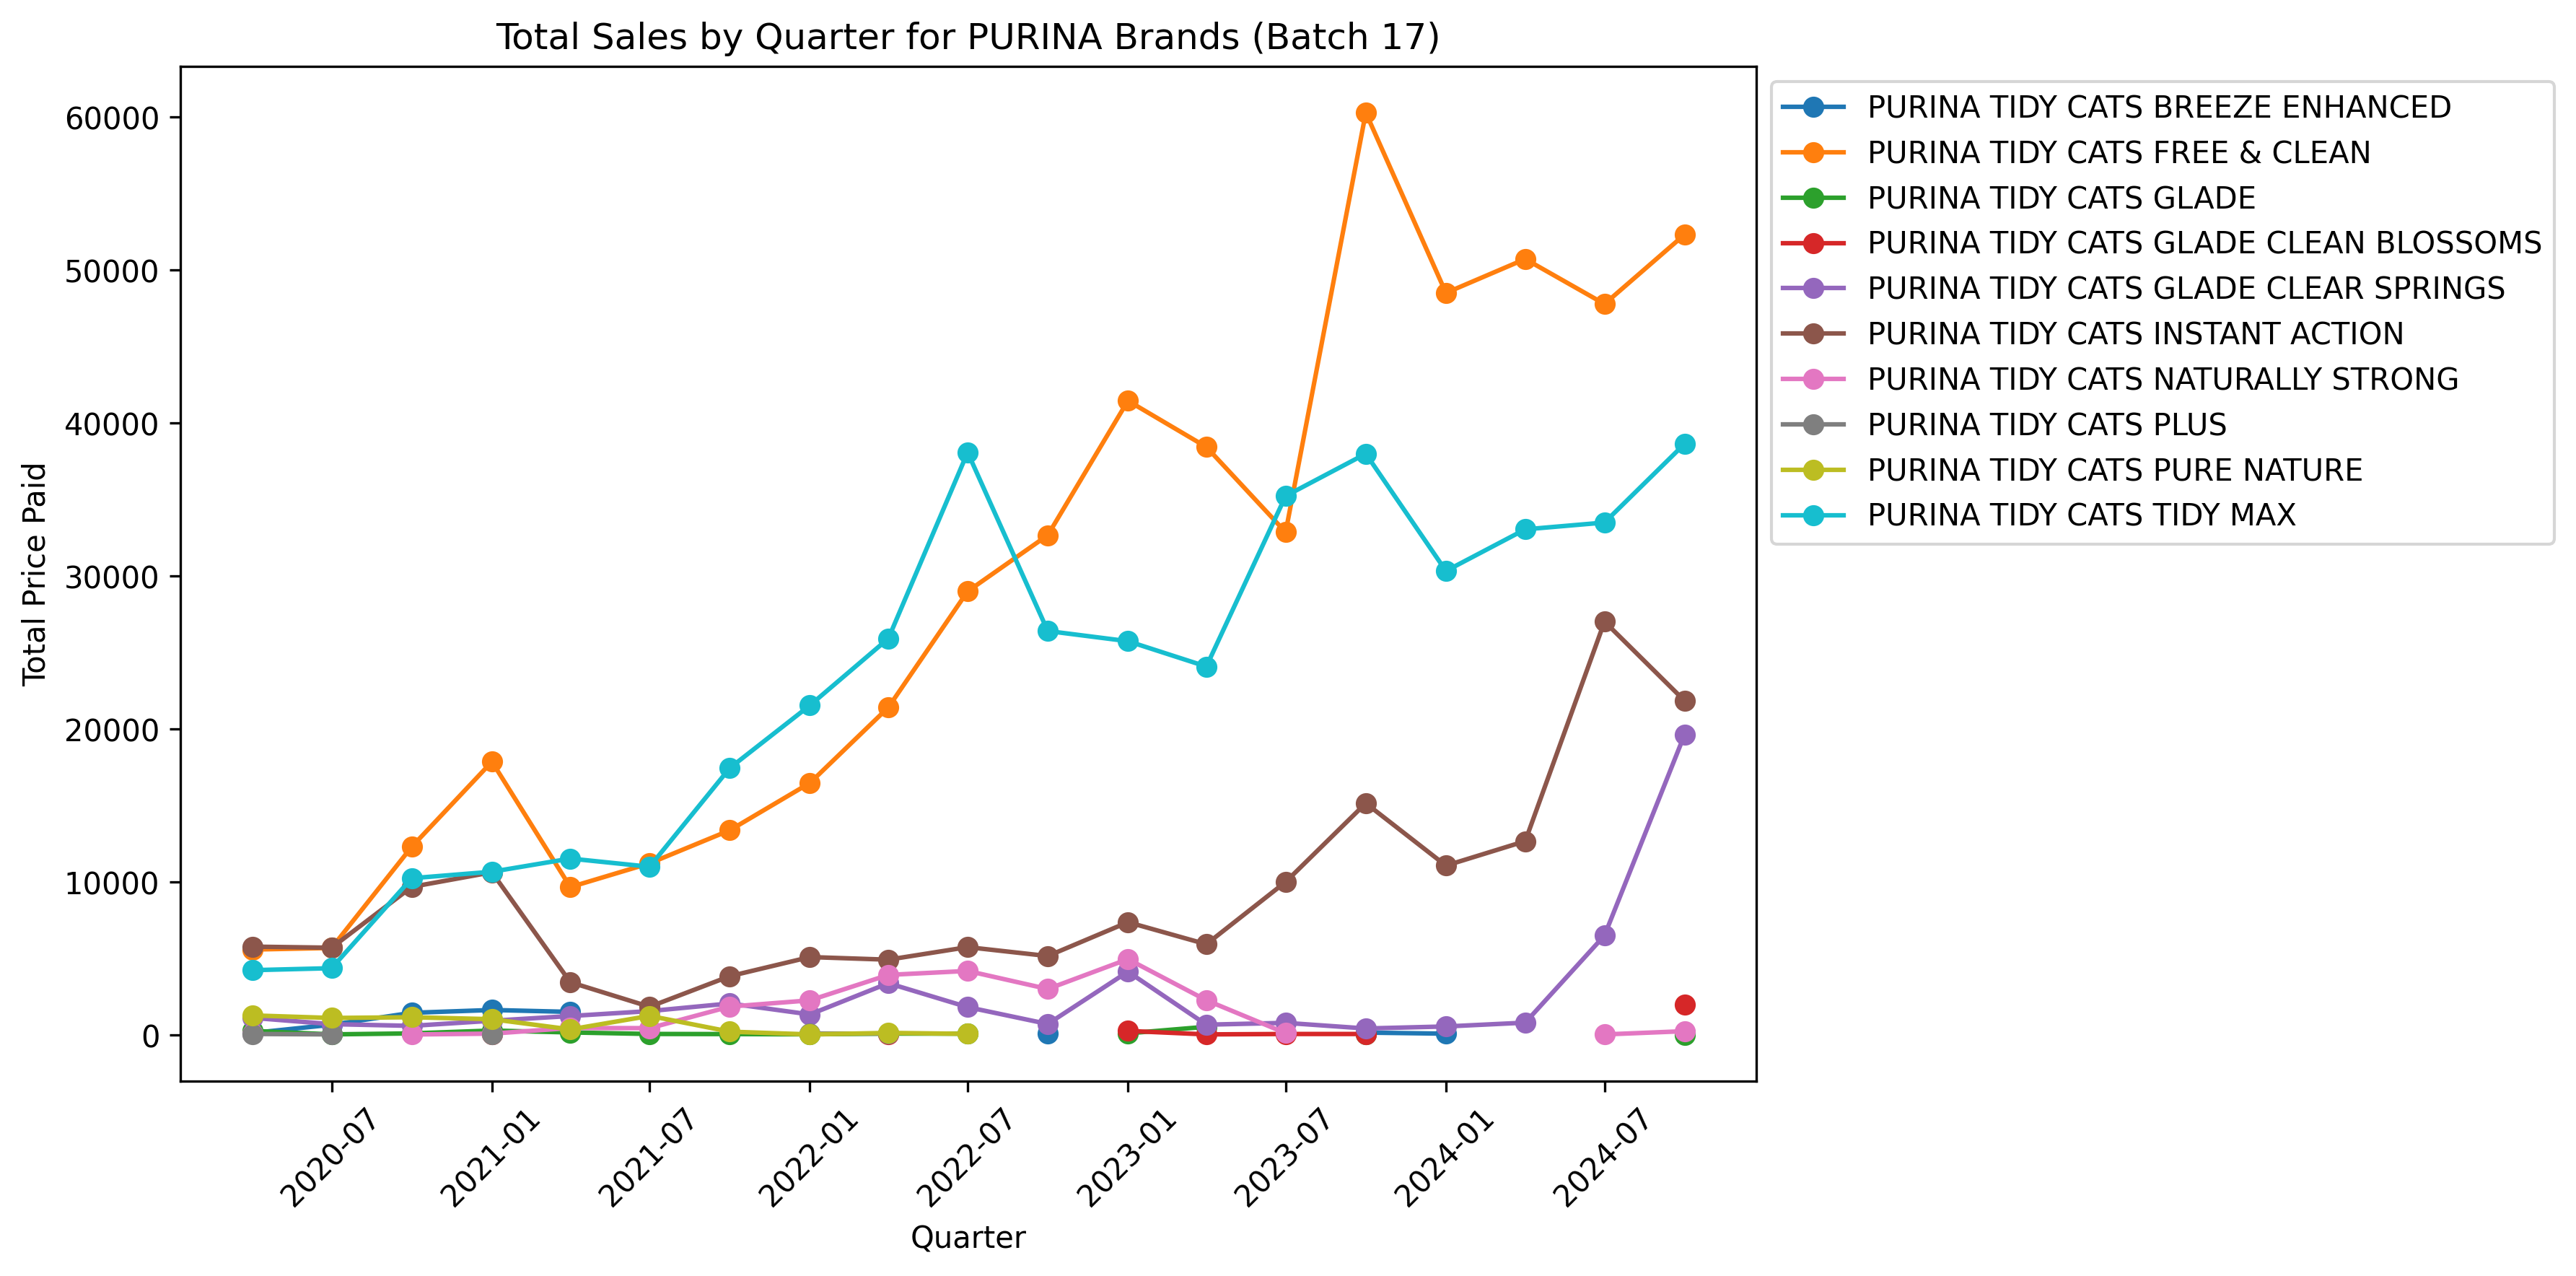 Total Sales by Quarter for PURINA Brands (Batch 17)
Total Price Paid
60000
50000
40000
30000
20000
10000
0
2020-07
2021-01
2021-07
2022-01
2022-07
2023-01
2023-07
2024-01
2024-07
Quarter
PURINA TIDY CATS BREEZE ENHANCED
PURINA TIDY CATS FREE & CLEAN
PURINA TIDY CATS GLADE
PURINA TIDY CATS GLADE CLEAN BLOSSOMS
PURINA TIDY CATS GLADE CLEAR SPRINGS
PURINA TIDY CATS INSTANT ACTION
PURINA TIDY CATS NATURALLY STRONG
PURINA TIDY CATS PLUS
PURINA TIDY CATS PURE NATURE
PURINA TIDY CATS TIDY MAX